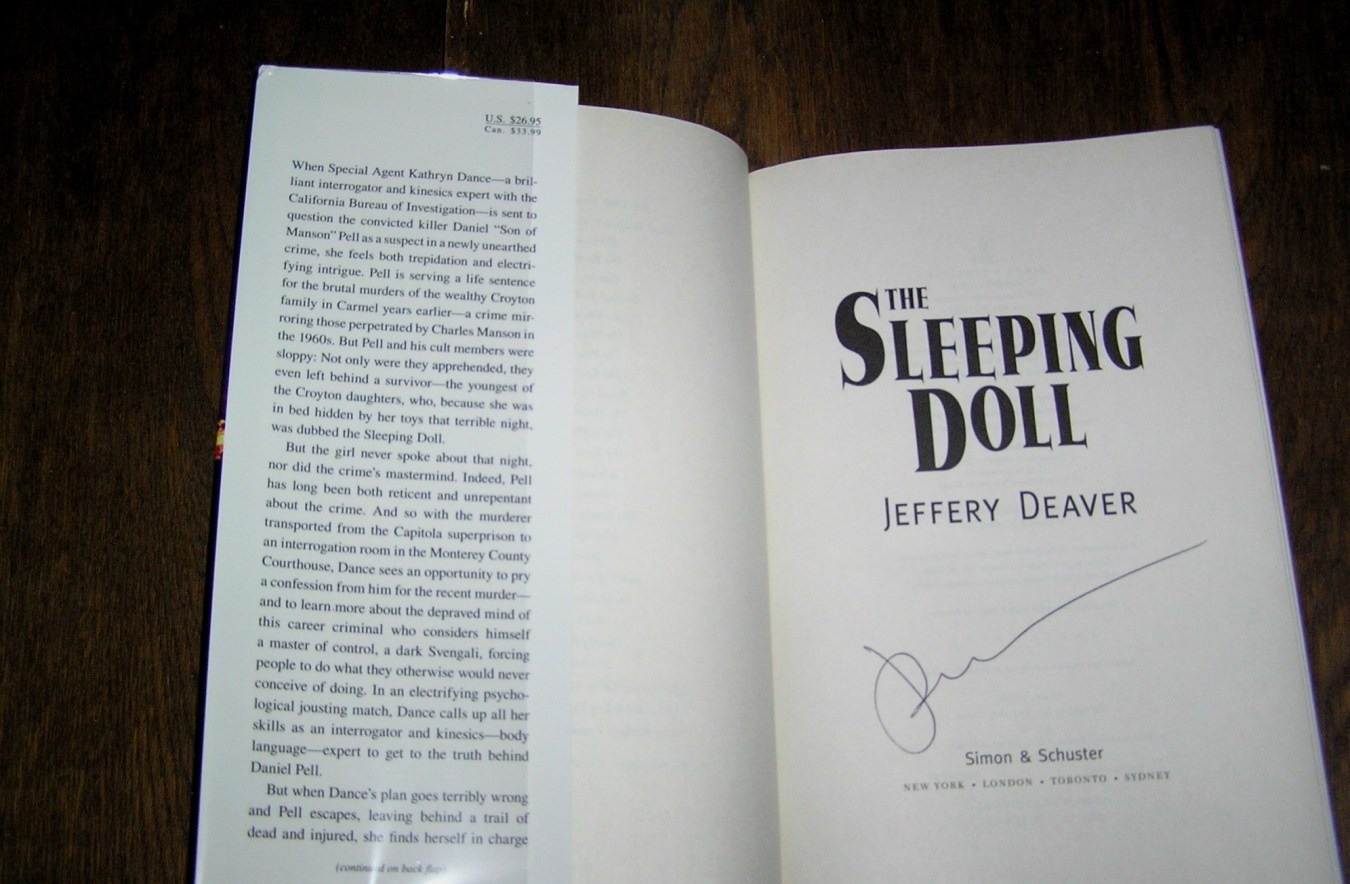 U.S. $26.95
Can. $33.99
When Special Agent Kathryn Dance—a bril-
liant interrogator and kinesics expert with the
California Bureau of Investigation—is sent to
question the convicted killer Daniel “Son of
Manson” Pell as a suspect in a newly unearthed
crime, she feels both trepidation and electri-
fying intrigue. Pell is serving a life sentence
for the brutal murders of the wealthy Croyton
family in Carmel years earlier—a crime mir-
roring those perpetrated by Charles Manson in
the 1960s. But Pell and his cult members were
sloppy: Not only were they apprehended, they
even left behind a survivor—the youngest of
the Croyton daughters, who, because she was
in bed hidden by her toys that terrible night,
was dubbed the Sleeping Doll.
But the girl never spoke about that night,
nor did the crime’s mastermind. Indeed, Pell
has long been both reticent and unrepentant
about the crime. And so with the murderer
transported from the Capitola superprison to
an interrogation room in the Monterey County
Courthouse, Dance sees an opportunity to pry
a confession from him for the recent murder—
and to learn more about the depraved mind of
this career criminal who considers himself
a master of control, a dark Svengali, forcing
people to do what they otherwise would never
conceive of doing. In an electrifying psycho-
logical jousting match, Dance calls up all her
skills as an interrogator and kinesics—body
language—expert to get to the truth behind
Daniel Pell.
But when Dance’s plan goes terribly wrong
and Pell escapes, leaving behind a trail of
dead and injured, she finds herself in charge
(continued on back flap)
THE
SLEEPING
DOLL
JEFFERY DEAVER
Simon & Schuster
NEW YORK • LONDON • TORONTO • SYDNEY